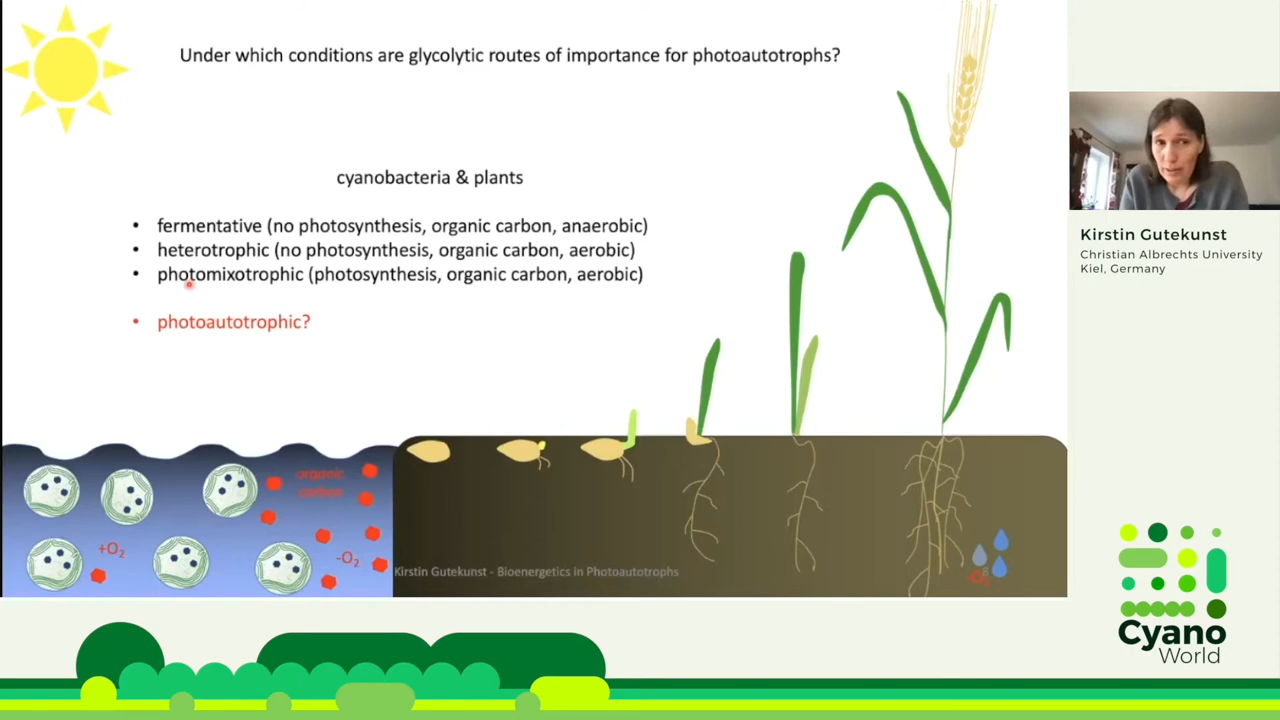 Under which conditions are glycolytic routes of importance for photoautotrophs?
cyanobacteria & plants
• fermentative (no photosynthesis, organic carbon, anaerobic)
• heterotrophic (no photosynthesis, organic carbon, aerobic)
• photomixotrophic (photosynthesis, organic carbon, aerobic)
• photoautotrophic?
organic
carbon
+O2
-O2
Kirstin Gutekunst - Bioenergetics in Photoautotrophs
Kirstin Gutekunst
Christian Albrechts University
Kiel, Germany
Cyano
World